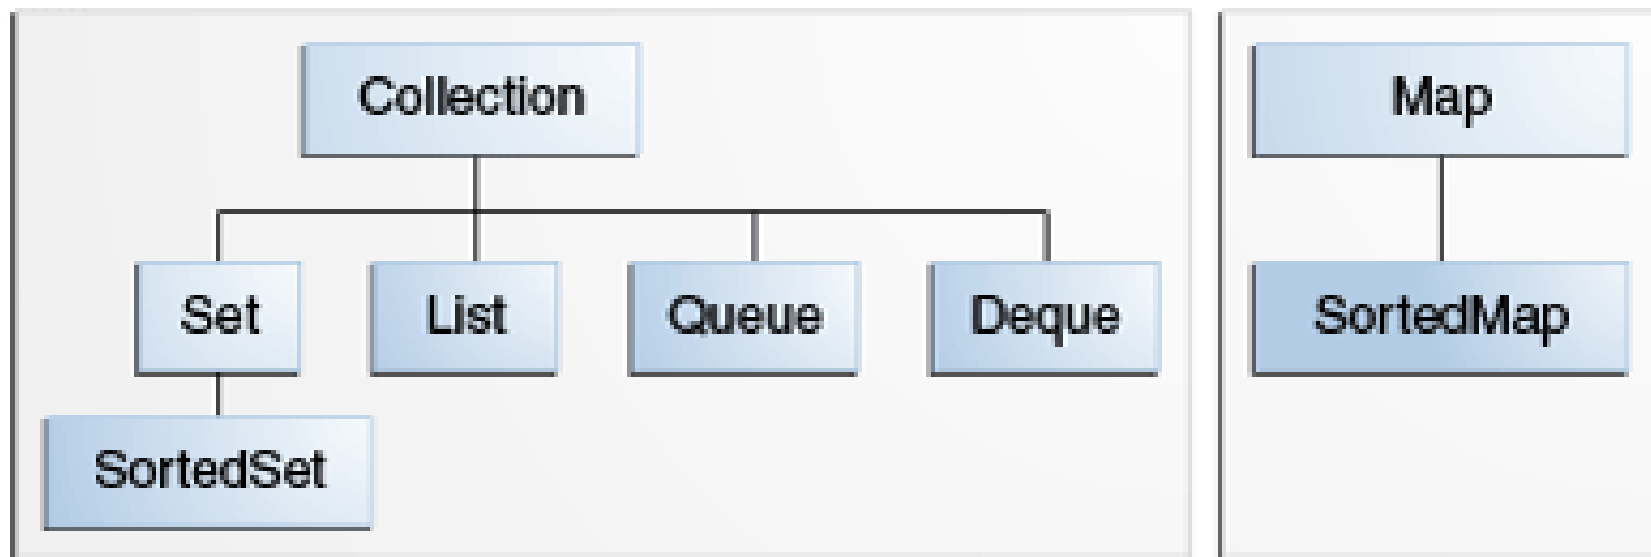 Collection
Map
Set
List
Queue
Deque
SortedMap
SortedSet